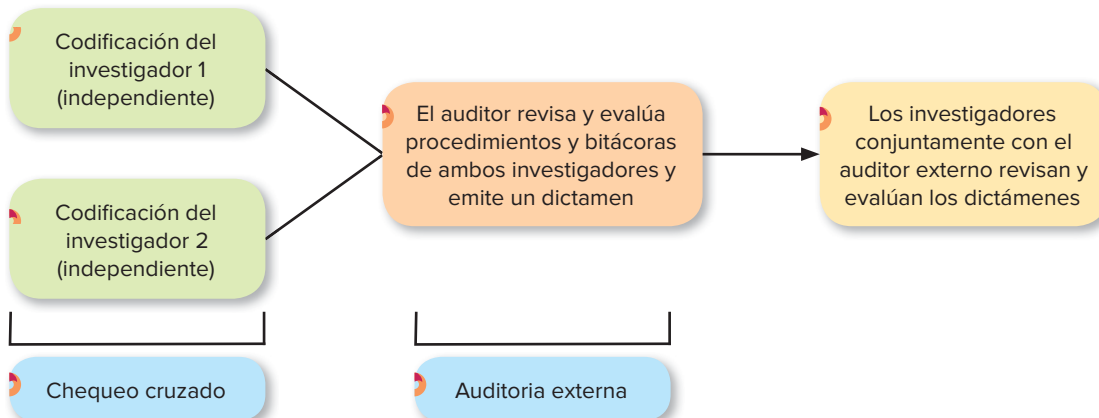 Codificación del
investigador 1
(independiente)
El auditor revisa y evalúa
procedimientos y bitácoras
de ambos investigadores y
emite un dictamen
Los investigadores
conjuntamente con el
auditor externo revisan y
evalúan los dictámenes
Codificación del
investigador 2
(independiente)
Chequeo cruzado
Auditoria externa